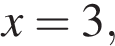 x = 3,